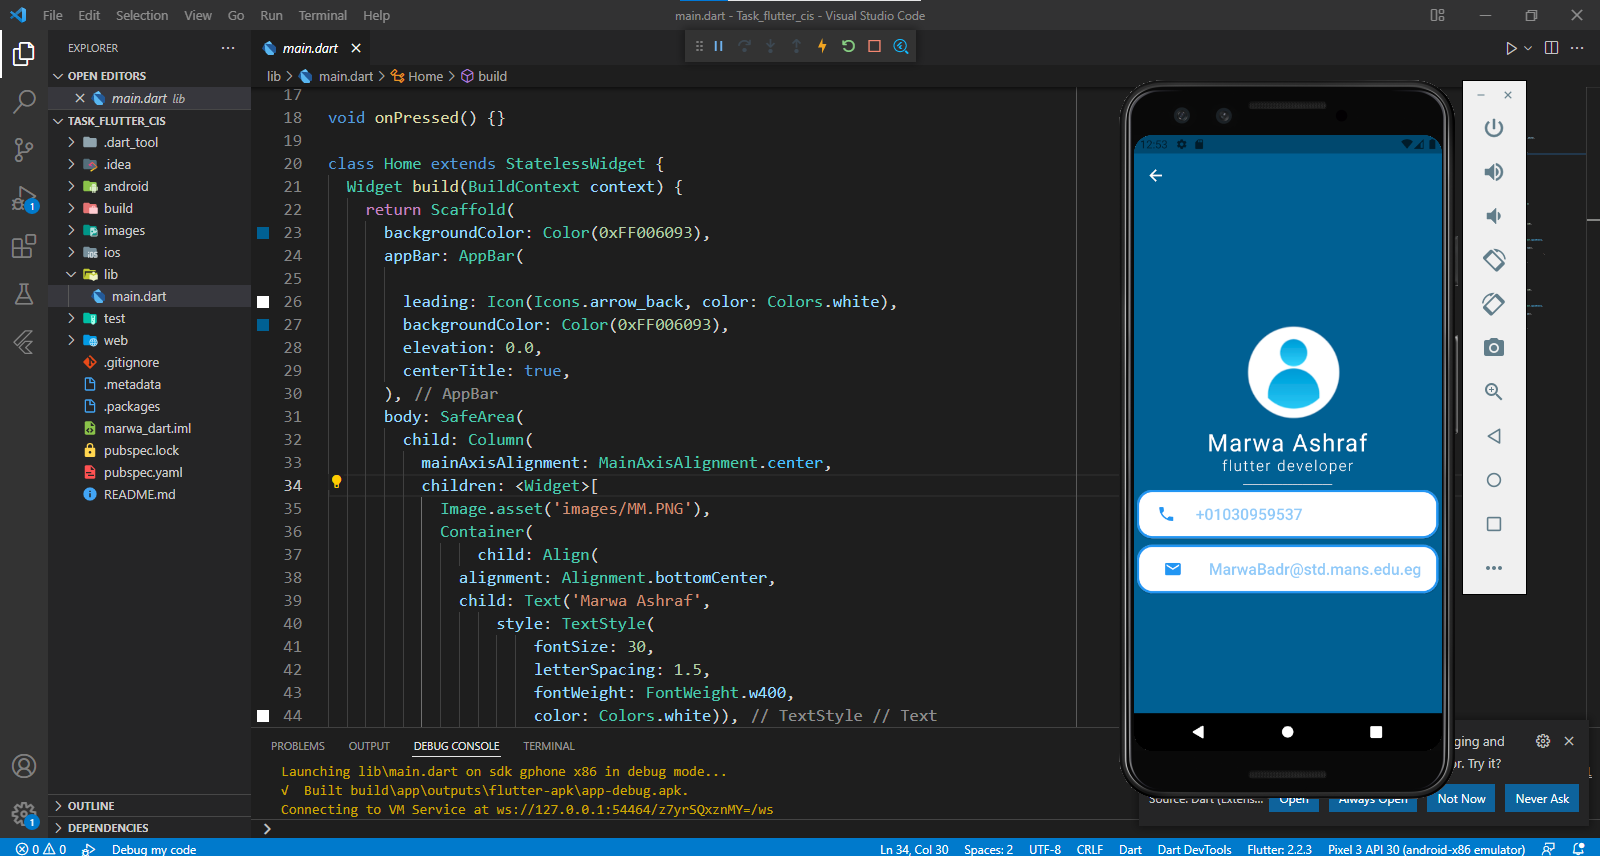 File Edit Selection View Go Run Terminal Help
main.dart - Task_flutter_cis - Visual Studio Code
EXPLORER
OPEN EDITORS
main.dart lib
TASK_FLUTTER_CIS
.dart_tool
.idea
android
build
images
ios
lib
main.dart
test
web
.gitignore
.metadata
.packages
marwa_dart.iml
pubspec.lock
pubspec.yaml
README.md
OUTLINE
DEPENDENCIES
1
1
main.dart
lib > main.dart > Home > build
17
18 void onPressed() {}
19
20 class Home extends StatelessWidget {
21 Widget build(BuildContext context) {
22 return Scaffold(
23 backgroundColor: Color(0xFF006093),
24 appBar: AppBar(
25
26 leading: Icon(Icons.arrow_back, color: Colors.white),
27 backgroundColor: Color(0xFF006093),
28 elevation: 0.0,
29 centerTitle: true,
30 ), // AppBar
31 body: SafeArea(
32 child: Column(
33 mainAxisAlignment: MainAxisAlignment.center,
34 children: <Widget>[
35 Image.asset('images/MM.PNG'),
36 Container(
37 child: Align(
38 alignment: Alignment.bottomCenter,
39 child: Text('Marwa Ashraf',
40 style: TextStyle(
41 fontSize: 30,
42 letterSpacing: 1.5,
43 fontWeight: FontWeight.w400,
44 color: Colors.white)), // TextStyle // Text
PROBLEMS OUTPUT DEBUG CONSOLE TERMINAL
Launching lib\main.dart on sdk gphone x86 in debug mode...
√ Built build\app\outputs\flutter-apk\app-debug.apk.
Connecting to VM Service at ws://127.0.0.1:54464/z7yrSQxznMY=/ws
12:53
Marwa Ashraf
flutter developer
+01030959537
MarwaBadr@std.mans.edu.eg
ging and
or. Try it?
Source: Dart (Extens...
Open Always Open Not Now Never Ask
0 0 Debug my code
Ln 34, Col 30 Spaces: 2 UTF-8 CRLF Dart Dart DevTools Flutter: 2.2.3 Pixel 3 API 30 (android-x86 emulator)